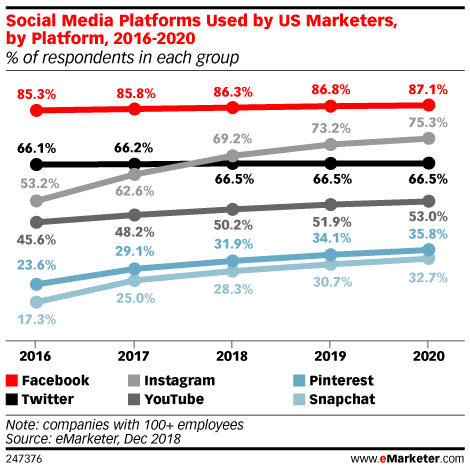 Social Media Platforms Used by US Marketers,
by Platform, 2016-2020
% of respondents in each group
85.3% 85.8% 86.3% 86.8% 87.1%
66.1% 66.2% 69.2% 73.2% 75.3%
53.2% 62.6% 66.5% 66.5% 66.5%
45.6% 48.2% 50.2% 51.9% 53.0%
23.6% 29.1% 31.9% 34.1% 35.8%
17.3% 25.0% 28.3% 30.7% 32.7%
2016 2017 2018 2019 2020
Facebook Instagram Pinterest
Twitter YouTube Snapchat
Note: companies with 100+ employees
Source: eMarketer, Dec 2018
247376 www.eMarketer.com